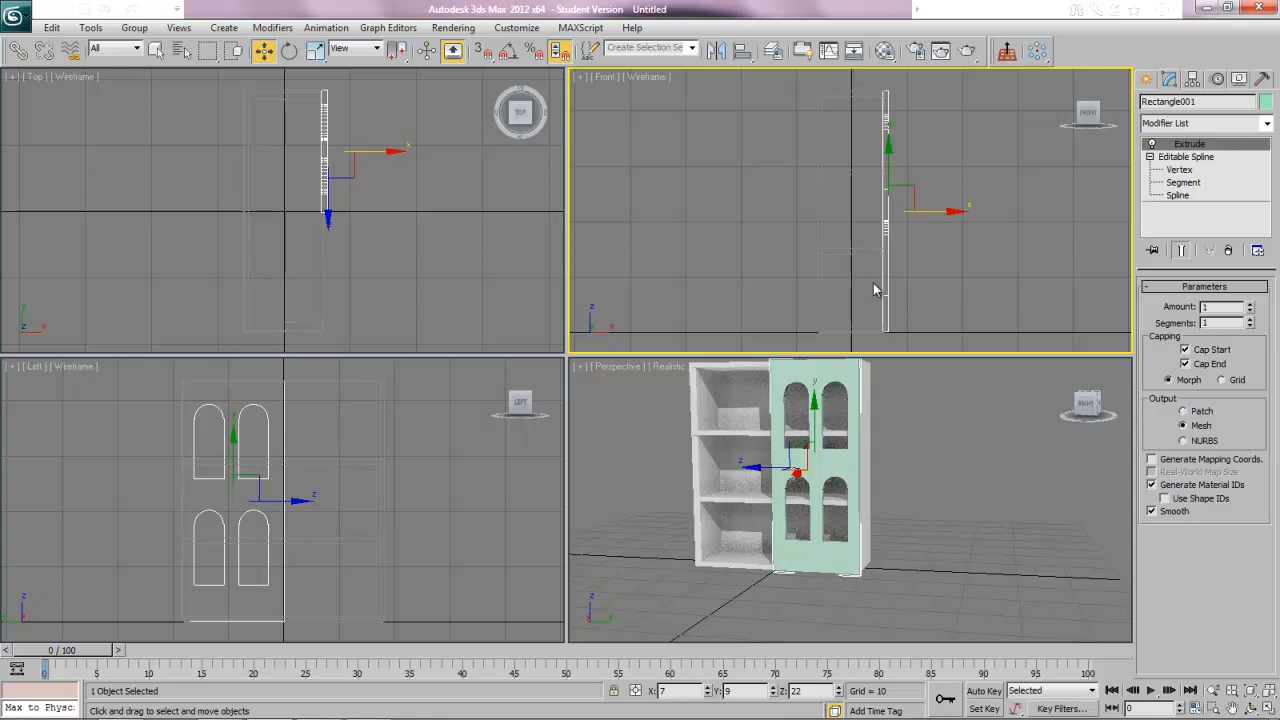 Autodesk 3ds Max 2012 x64 - Student Version Untitled
Edit Tools Group Views Create Modifiers Animation Graph Editors Rendering Customize MAXScript Help
All View Create Selection Se
[ + ] [ Top ] [ Wireframe ]
TOP
[ + ] [ Front ] [ Wireframe ]
FRONT
[ + ] [ Left ] [ Wireframe ]
LEFT
[ + ] [ Perspective ] [ Realistic
RIGHT
Rectangle001
Modifier List
Extrude
Editable Spline
Vertex
Segment
Spline
- Parameters
Amount: 1
Segments: 1
Capping
Cap Start
Cap End
Morph Grid
Output
Patch
Mesh
NURBS
Generate Mapping Coords.
Real-World Map Size
Generate Material IDs
Use Shape IDs
Smooth
< 0 / 100 >
0 5 10 15 20 25 30 35 40 45 50 55 60 65 70 75 80 85 90 95 100
1 Object Selected X: 7 Y: 9 Z: 22 Grid = 10 Auto Key Selected
Max to Physc Click and drag to select and move objects Add Time Tag Set Key Key Filters... 0